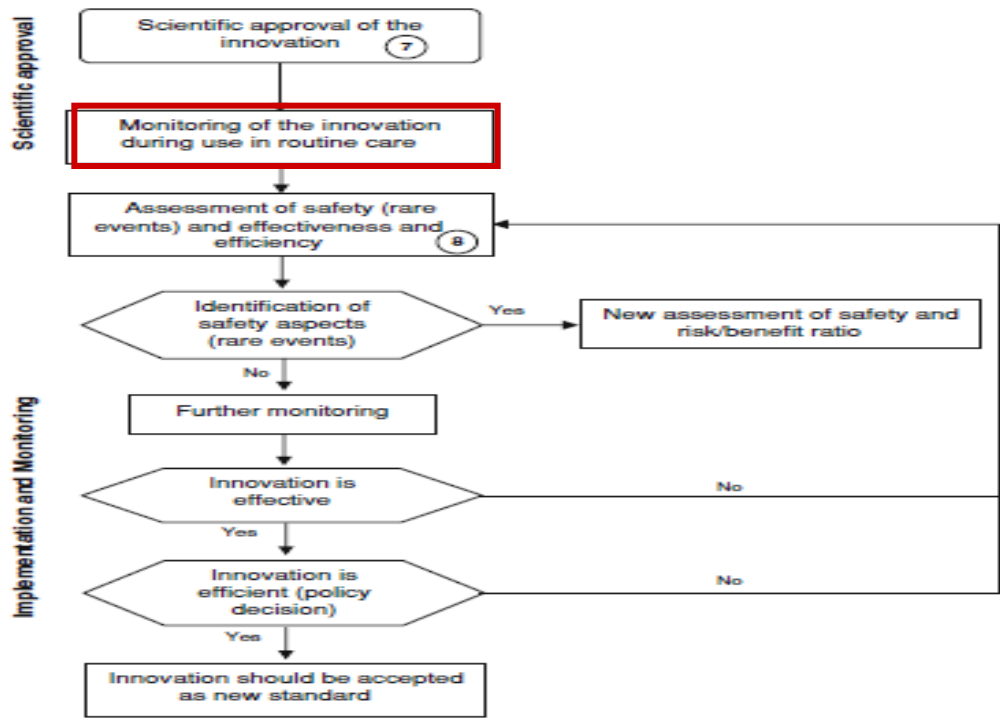 Scientific approval
Scientific approval of the
innovation
7
Monitoring of the innovation
during use in routine care
Assessment of safety (rare
events) and effectiveness and
efficiency
8
Identification of
safety aspects
(rare events)
Yes
New assessment of safety and
risk/benefit ratio
No
Implementation and Monitoring
Further monitoring
Innovation is
effective
No
Yes
Innovation is
efficient (policy
decision)
No
Yes
Innovation should be accepted
as new standard